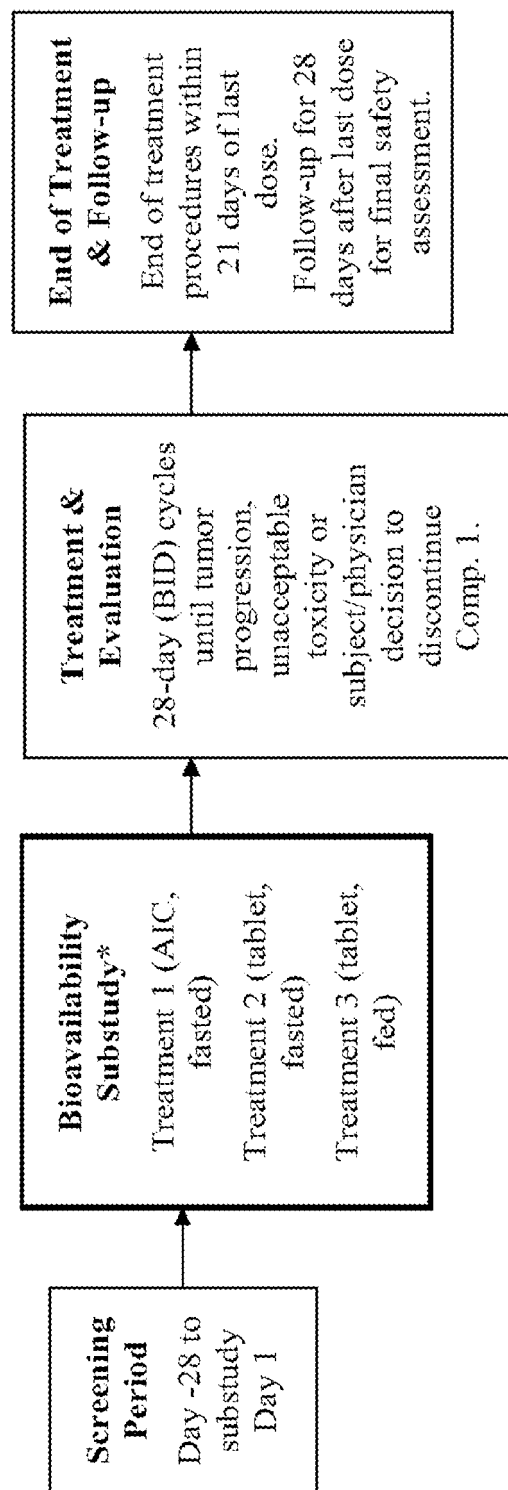 Screening
Period
Day -28 to
substudy
Day 1
Bioavailability
Substudy*
Treatment 1 (AIC,
fasted)
Treatment 2 (tablet,
fasted)
Treatment 3 (tablet,
fed)
Treatment &
Evaluation
28-day (BID) cycles
until tumor
progression,
unacceptable
toxicity or
subject/physician
decision to
discontinue
Comp. 1.
End of Treatment
& Follow-up
End of treatment
procedures within
21 days of last
dose.
Follow-up for 28
days after last dose
for final safety
assessment.